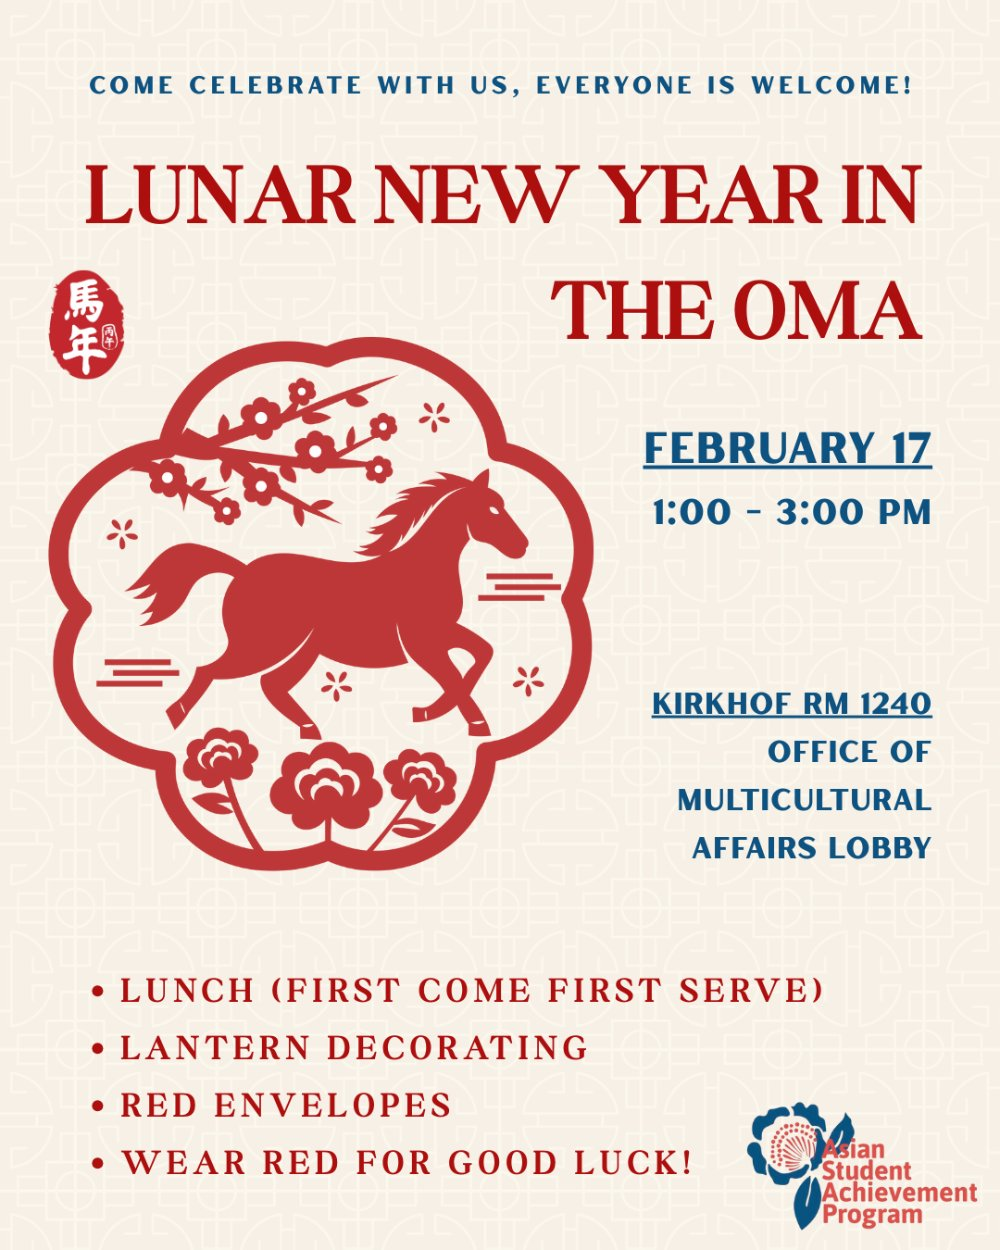 COME CELEBRATE WITH US, EVERYONE IS WELCOME!
LUNAR NEW YEAR IN
THE OMA
馬年
丙午
FEBRUARY 17
1:00 - 3:00 PM
KIRKHOF RM 1240
OFFICE OF
MULTICULTURAL
AFFAIRS LOBBY
• LUNCH (FIRST COME FIRST SERVE)
• LANTERN DECORATING
• RED ENVELOPES
• WEAR RED FOR GOOD LUCK!
Asian
Student
Achievement
Program